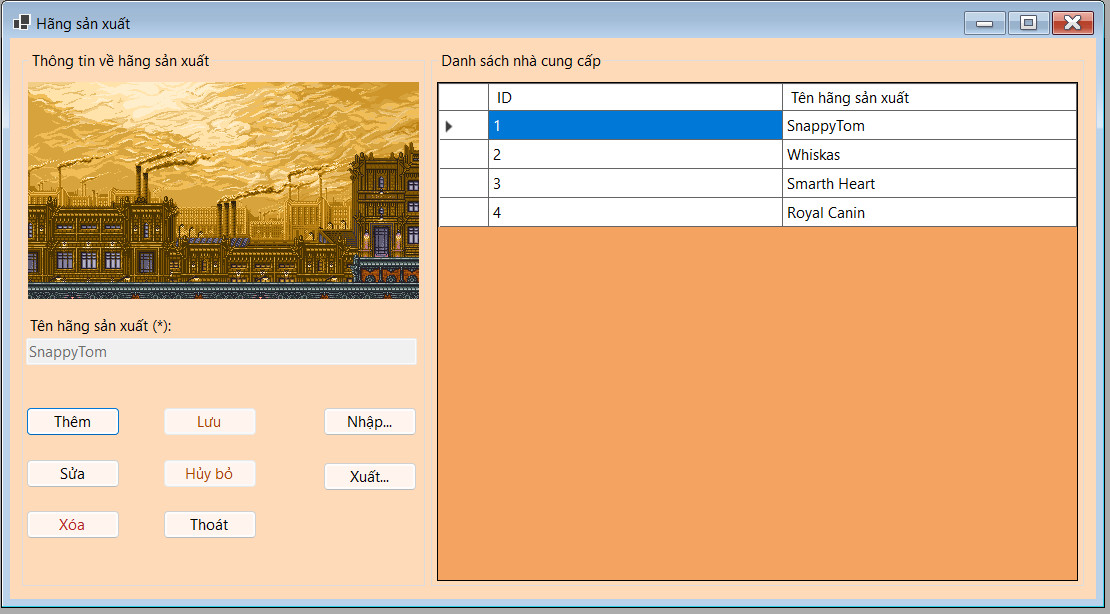 Hãng sản xuất
Thông tin về hãng sản xuất
Tên hãng sản xuất (*):
SnappyTom
Thêm
Lưu
Nhập...
Sửa
Hủy bỏ
Xuất...
Xóa
Thoát
Danh sách nhà cung cấp
ID Tên hãng sản xuất
1 SnappyTom
2 Whiskas
3 Smarth Heart
4 Royal Canin